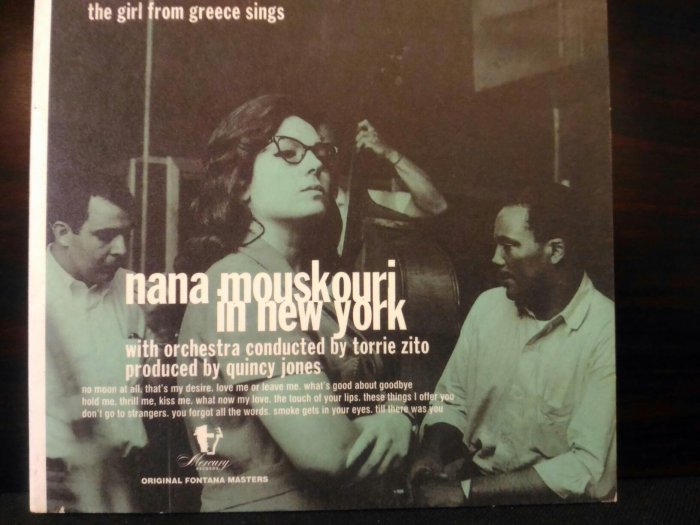 the girl from greece sings
nana mouskouri
in new york
with orchestra conducted by torrie zito
produced by quincy jones
no moon at all. that's my desire. love me or leave me. what's good about goodbye
hold me, thrill me, kiss me. what now my love. the touch of your lips. these things I offer you
don't go to strangers. you forgot all the words. smoke gets in your eyes. till there was you
Mercury
RECORDS
ORIGINAL FONTANA MASTERS